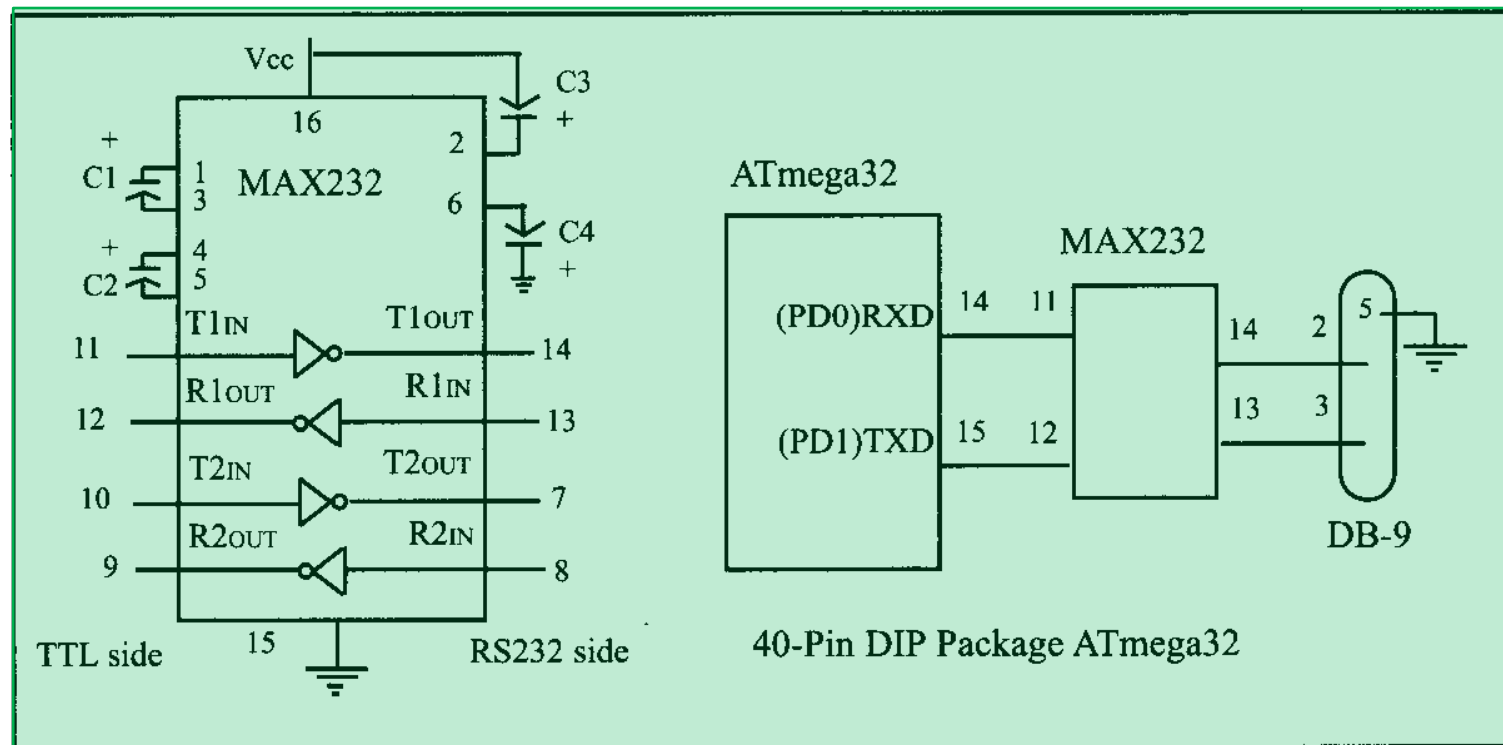 Vcc
C3
+
16
2
+
C1
1
3
MAX232
6
C4
+
+
C2
4
5
T1IN
T1OUT
11
14
R1OUT
R1IN
12
13
T2IN
T2OUT
10
7
R2OUT
R2IN
9
8
15
TTL side
RS232 side
ATmega32
MAX232
(PD0)RXD
14
11
14
2
5
(PD1)TXD
15
12
13
3
DB-9
40-Pin DIP Package ATmega32